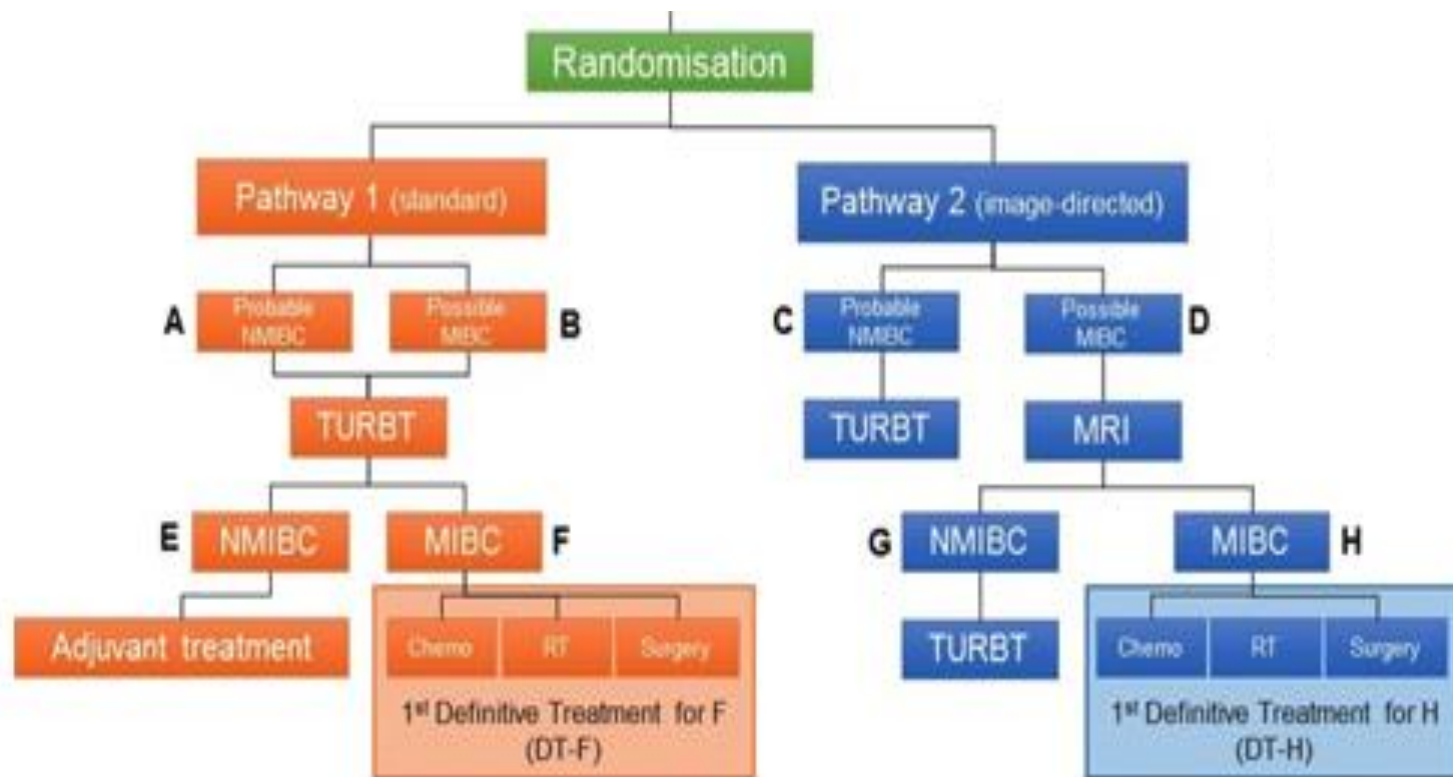 Randomisation
Pathway 1 (standard)
Pathway 2 (image-directed)
A
Probable
NMIBC
Possible
MIBC
B
C
Probable
NMIBC
Possible
MIBC
D
TURBT
TURBT
MRI
E
NMIBC
MIBC
F
G
NMIBC
MIBC
H
Adjuvant treatment
Chemo
RT
Surgery
1st Definitive Treatment for F
(DT-F)
TURBT
Chemo
RT
Surgery
1st Definitive Treatment for H
(DT-H)